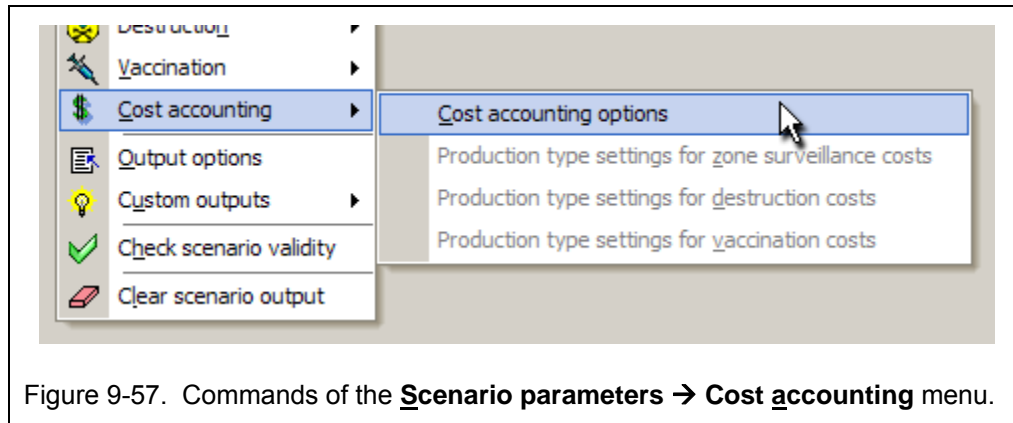 Destruction
Vaccination
Cost accounting
Cost accounting options
Production type settings for zone surveillance costs
Output options
Production type settings for destruction costs
Custom outputs
Production type settings for vaccination costs
Check scenario validity
Clear scenario output
Figure 9-57. Commands of the Scenario parameters → Cost accounting menu.